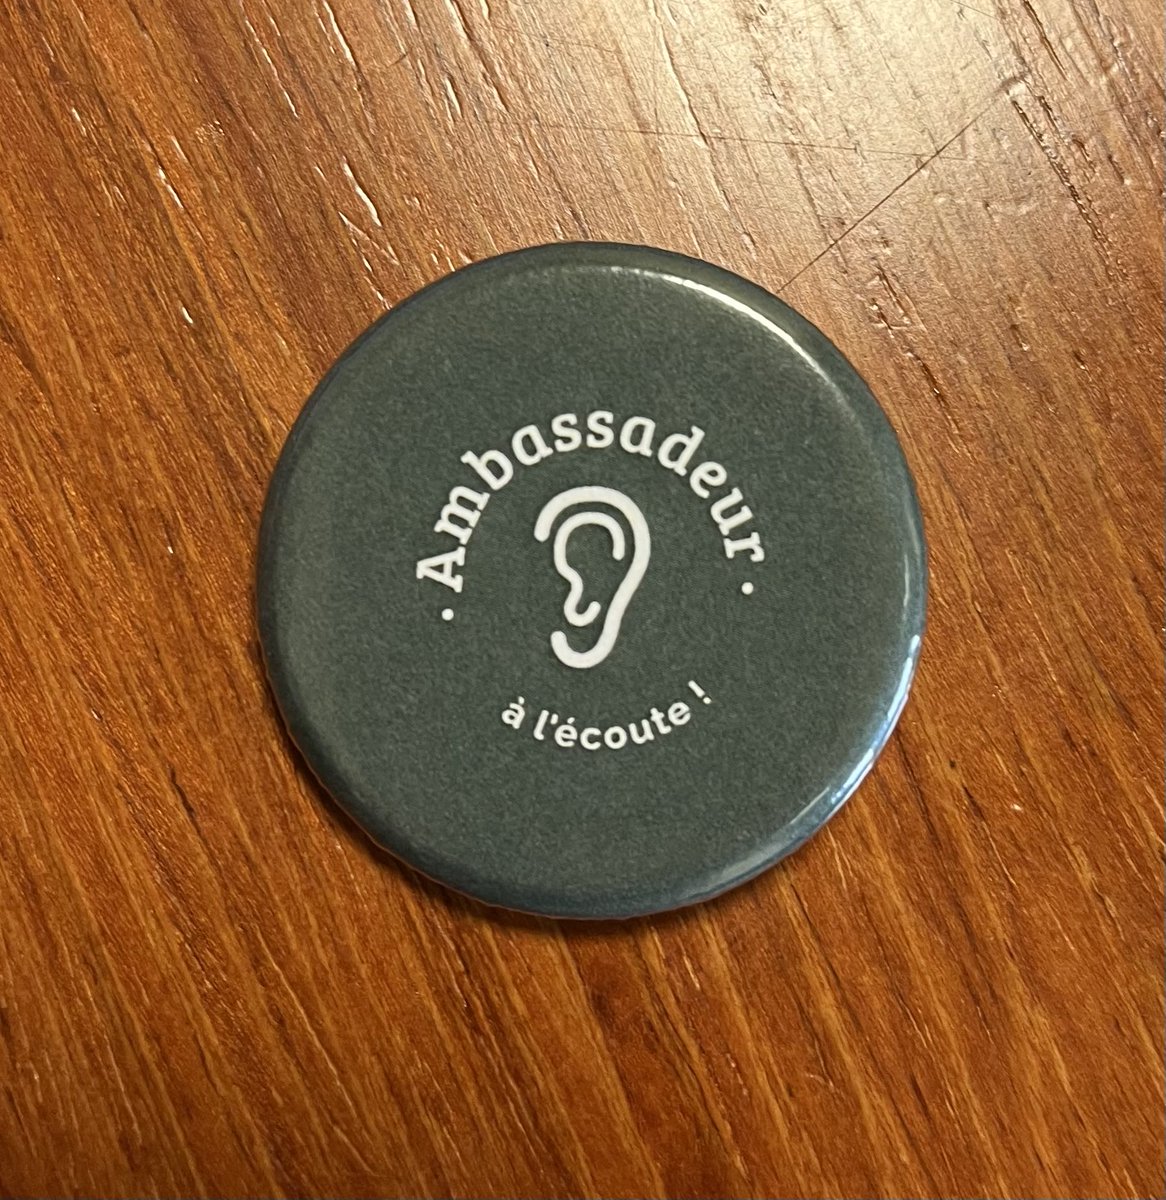 · Ambassadeur ·
à l'écoute !